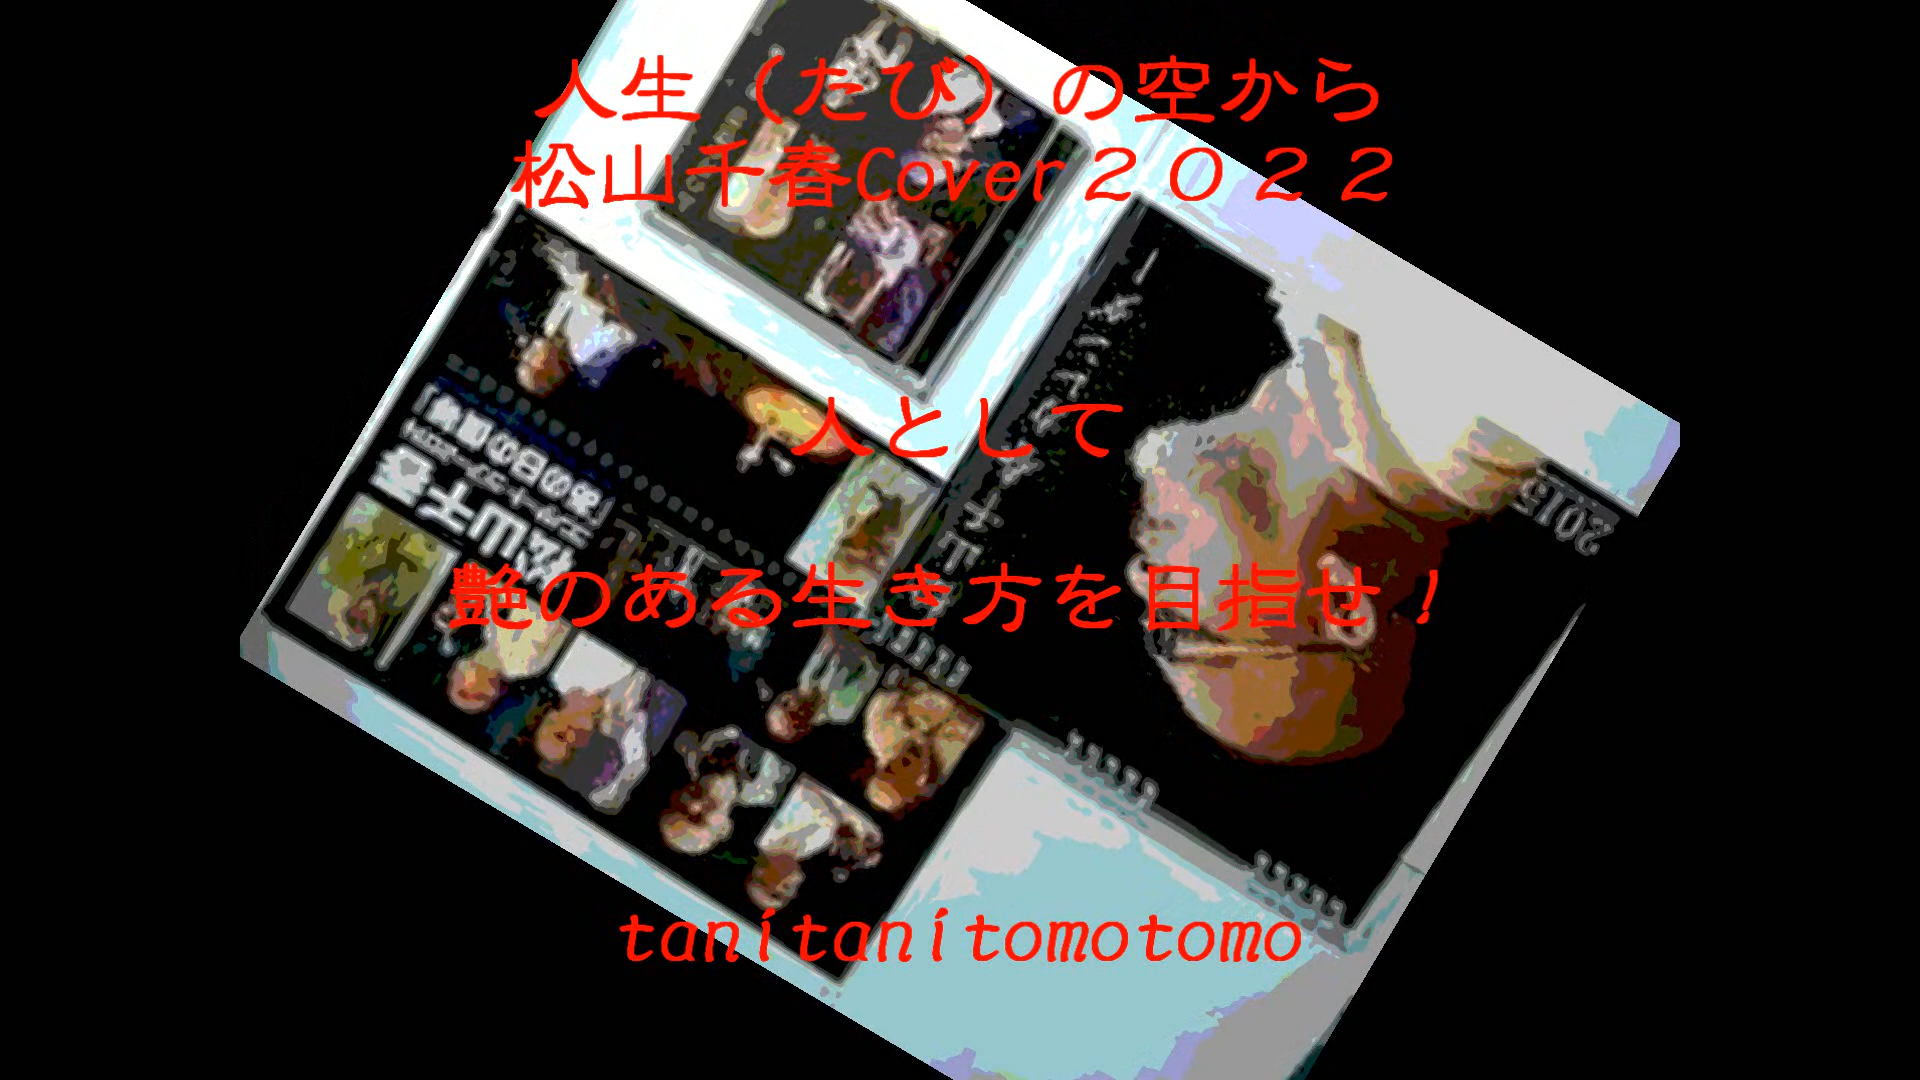 人生（たび）の空から
松山千春Cover２０２２
人として
艶のある生き方を目指せ！
tanitanitomotomo
2015